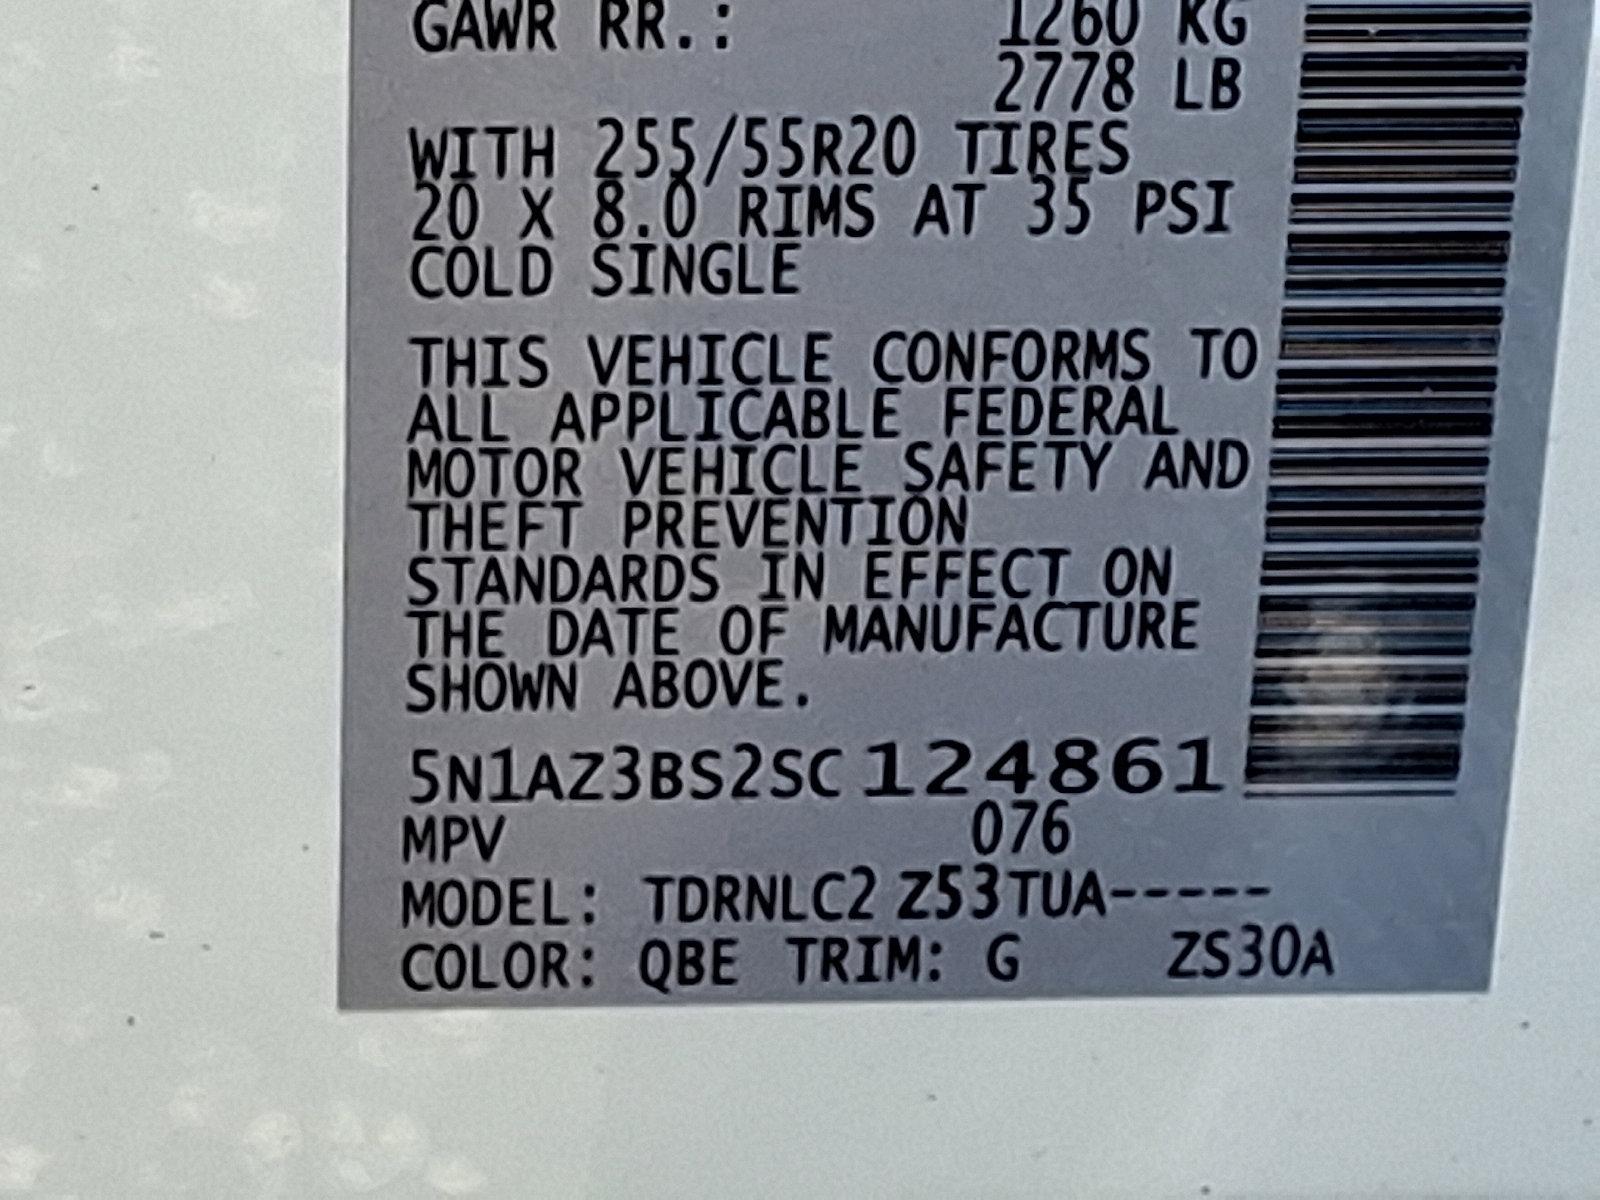 GAWR RR.: 1260 KG
2778 LB
WITH 255/55R20 TIRES
20 X 8.0 RIMS AT 35 PSI
COLD SINGLE
THIS VEHICLE CONFORMS TO
ALL APPLICABLE FEDERAL
MOTOR VEHICLE SAFETY AND
THEFT PREVENTION
STANDARDS IN EFFECT ON
THE DATE OF MANUFACTURE
SHOWN ABOVE.
5N1AZ3BS2SC124861
MPV 076
MODEL: TDRNLC2 Z53TUA-----
COLOR: QBE TRIM: G ZS30A